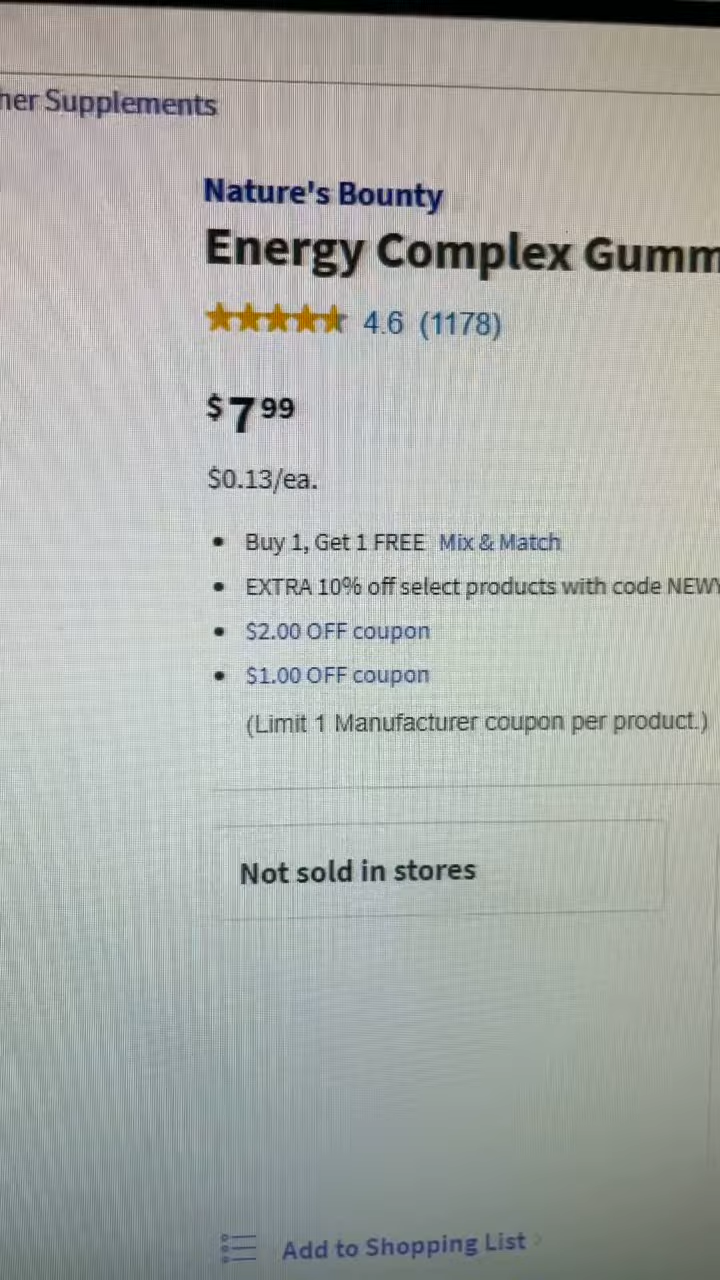 her Supplements
Nature's Bounty
Energy Complex Gumm
4.6 (1178)
$7 99
$0.13/ea.
Buy 1, Get 1 FREE Mix & Match
EXTRA 10% off select products with code NEWY
$2.00 OFF coupon
$1.00 OFF coupon
(Limit 1 Manufacturer coupon per product.)
Not sold in stores
Add to Shopping List